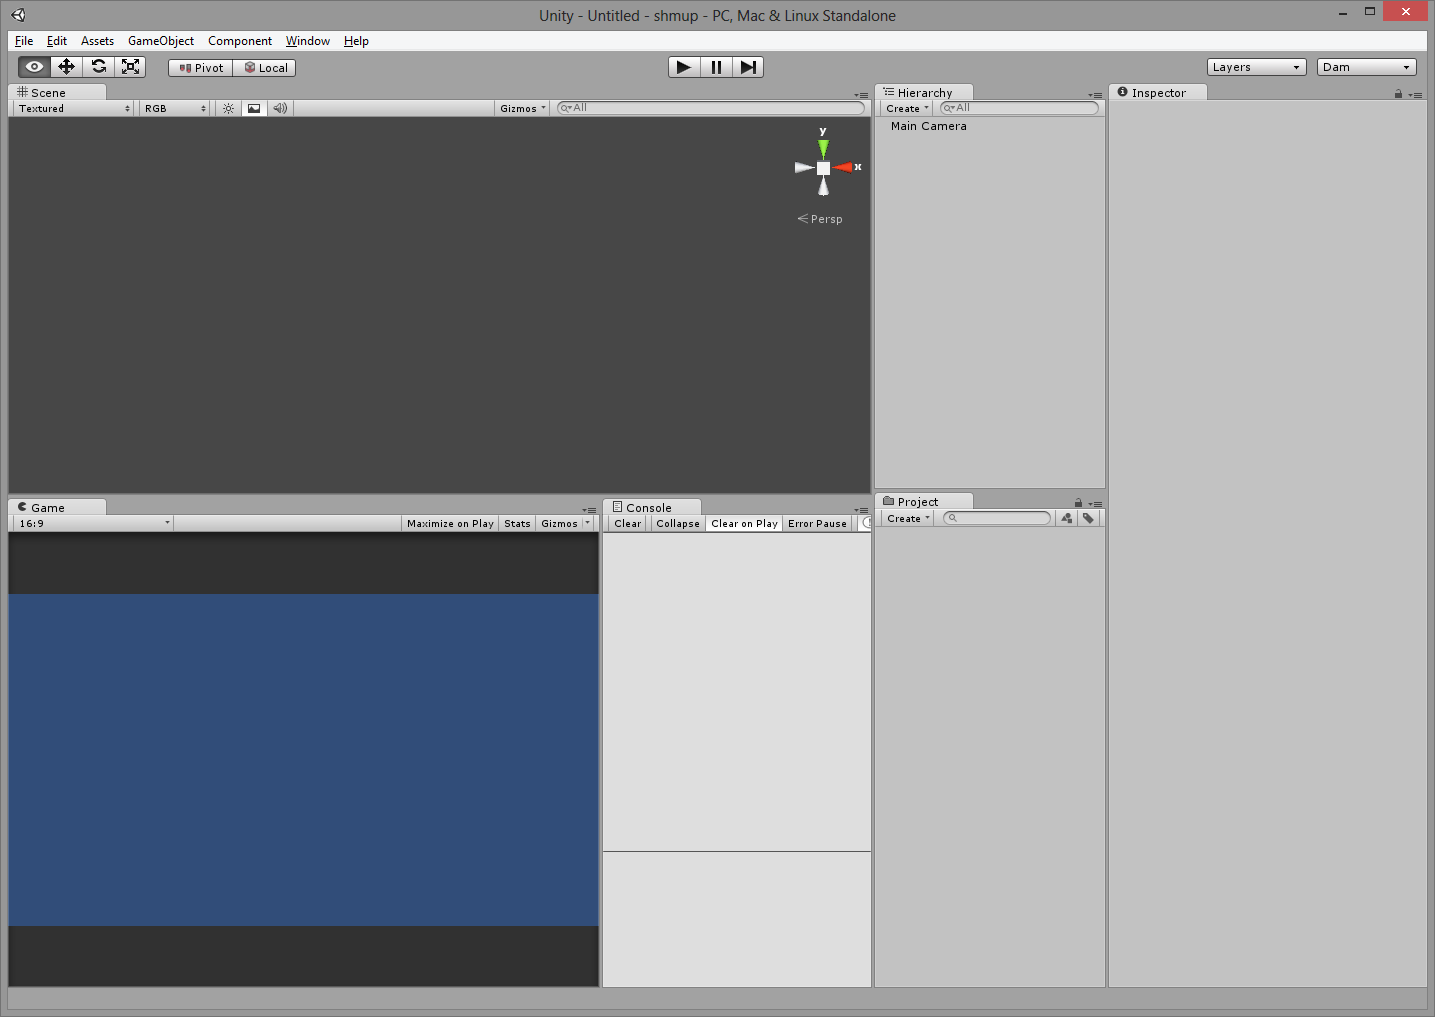 Unity - Untitled - shmup - PC, Mac & Linux Standalone
File Edit Assets GameObject Component Window Help
Pivot Local Layers Dam
Scene
Textured RGB Gizmos All
y
x
Persp
Hierarchy
Create All
Main Camera
Inspector
Game
16:9 Maximize on Play Stats Gizmos
Console
Clear Collapse Clear on Play Error Pause
Project
Create